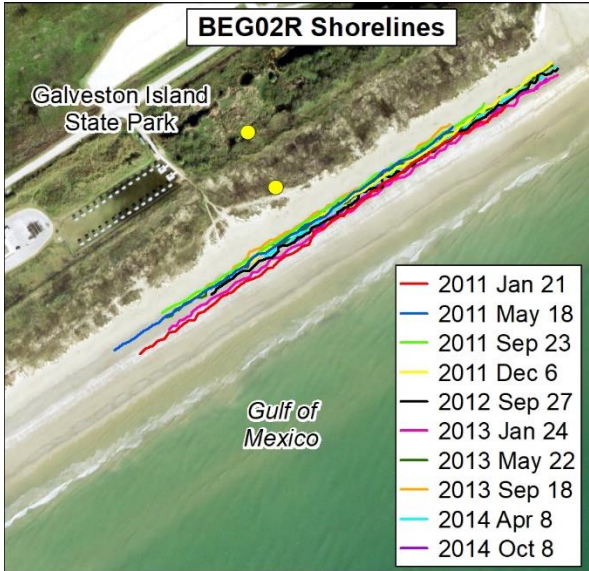 BEG02R Shorelines
Galveston Island
State Park
Gulf of
Mexico
2011 Jan 21
2011 May 18
2011 Sep 23
2011 Dec 6
2012 Sep 27
2013 Jan 24
2013 May 22
2013 Sep 18
2014 Apr 8
2014 Oct 8